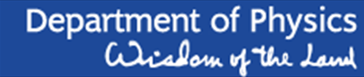 Department of Physics
Wisdom of the Land